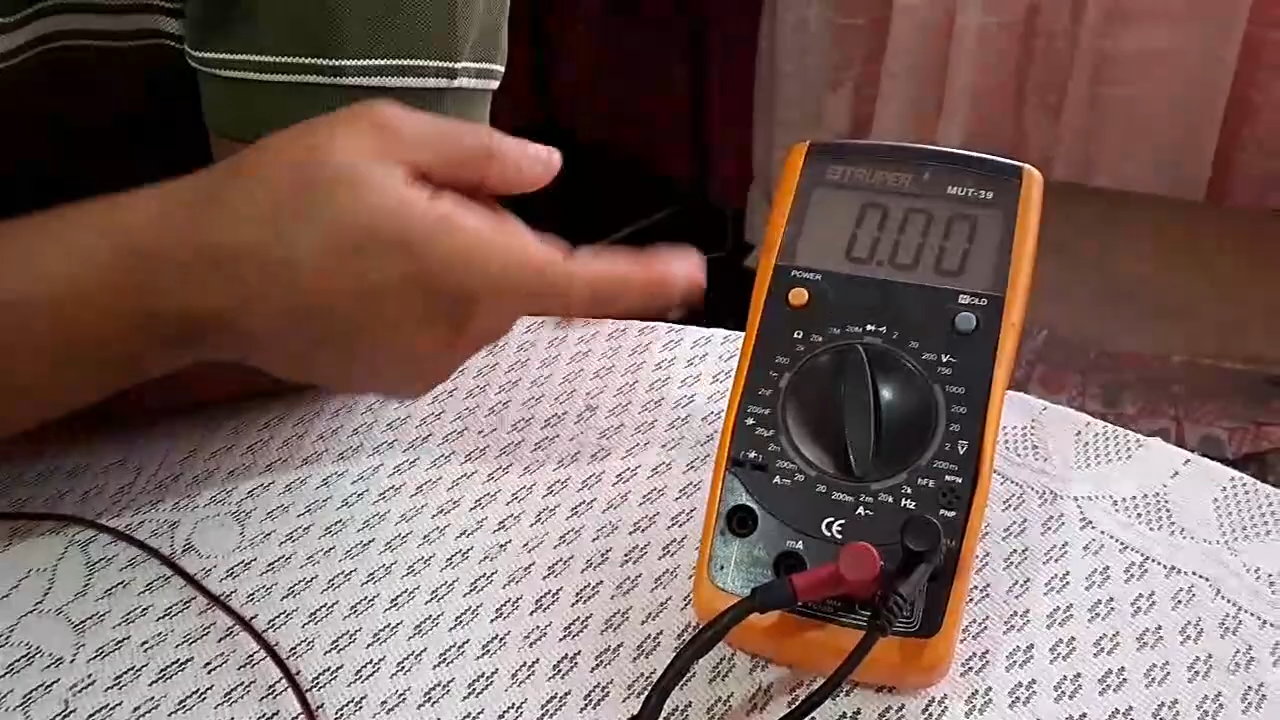 TRUPER
MUT-39
0.00
POWER
HOLD
Ω 20k 2M 20M 2 20 200 V~
2k 750
200 1000
2nF 200
200nF 20
20µF 2
2m 200m
200m hFE NPN
A 20 20 200m 2m 20k 2k Hz
A~ PNP
CE
mA